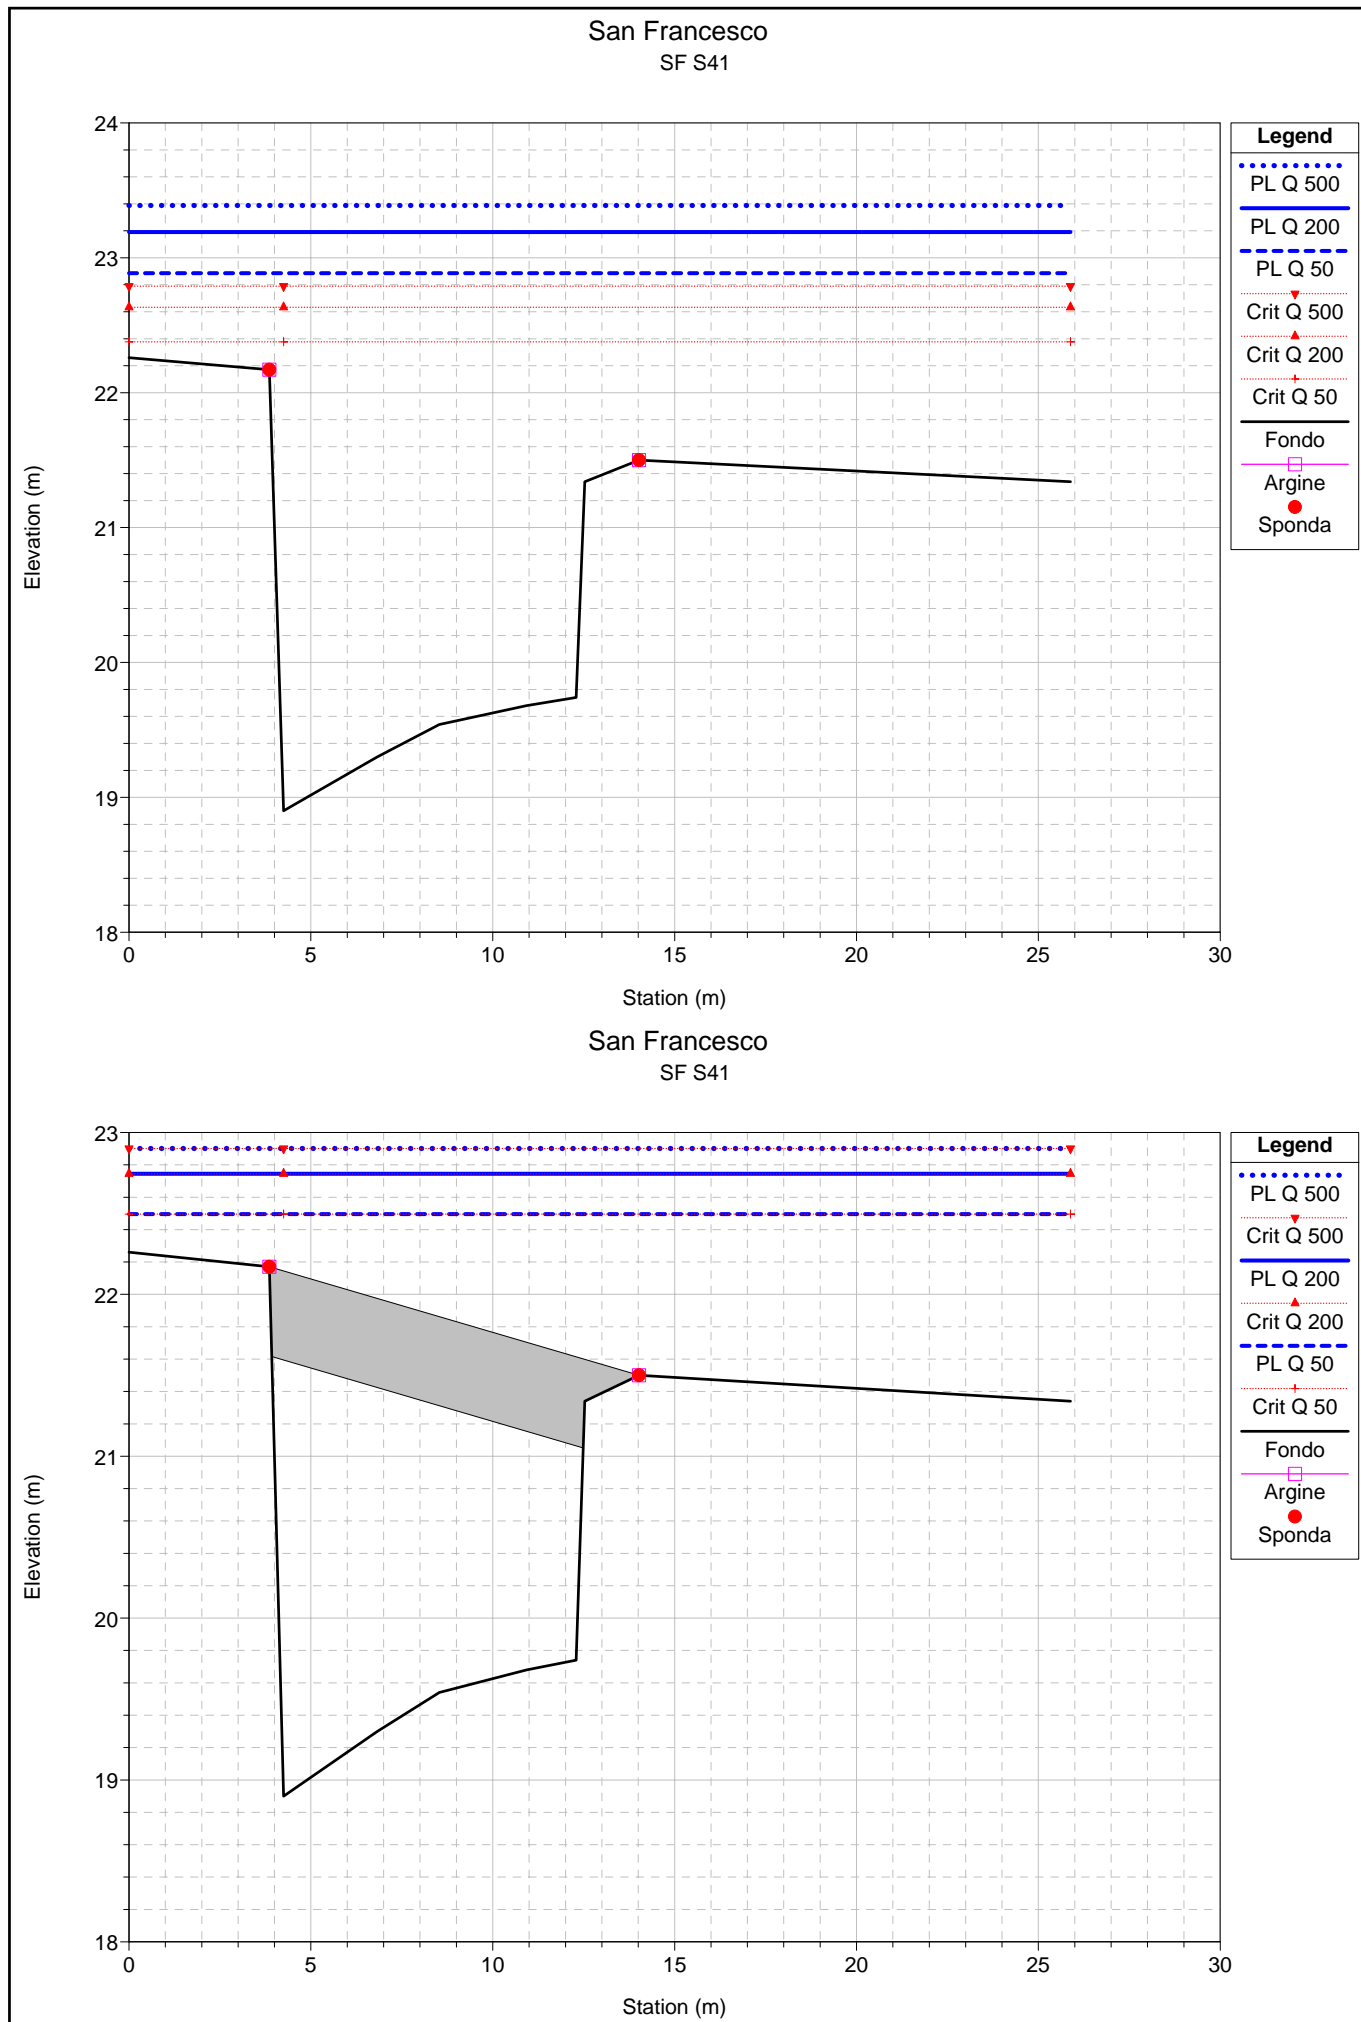 San Francesco
SF S41
24
23
22
21
20
19
18
Elevation (m)
0 5 10 15 20 25 30
Station (m)
Legend
PL Q 500
PL Q 200
PL Q 50
Crit Q 500
Crit Q 200
Crit Q 50
Fondo
Argine
Sponda
San Francesco
SF S41
23
22
21
20
19
18
Elevation (m)
0 5 10 15 20 25 30
Station (m)
Legend
PL Q 500
Crit Q 500
PL Q 200
Crit Q 200
PL Q 50
Crit Q 50
Fondo
Argine
Sponda